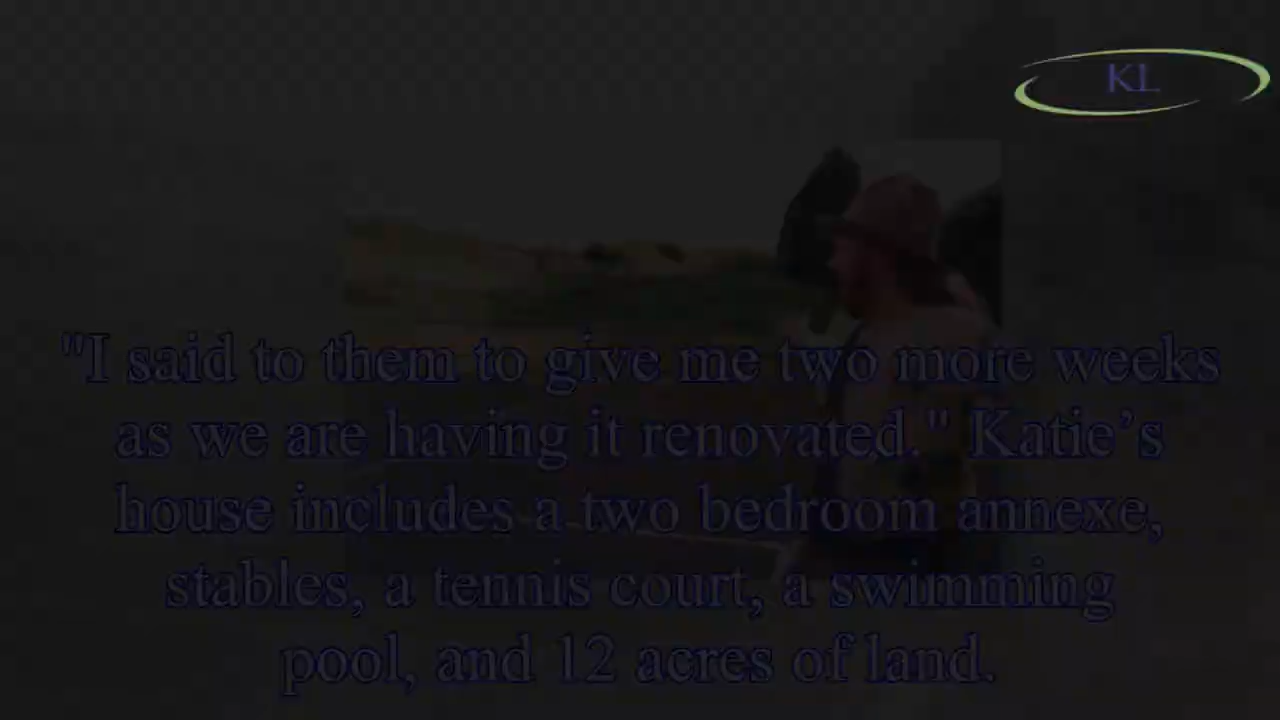 KL
"I said to them to give me two more weeks
as we are having it renovated." Katie’s
house includes a two bedroom annexe,
stables, a tennis court, a swimming
pool, and 12 acres of land.